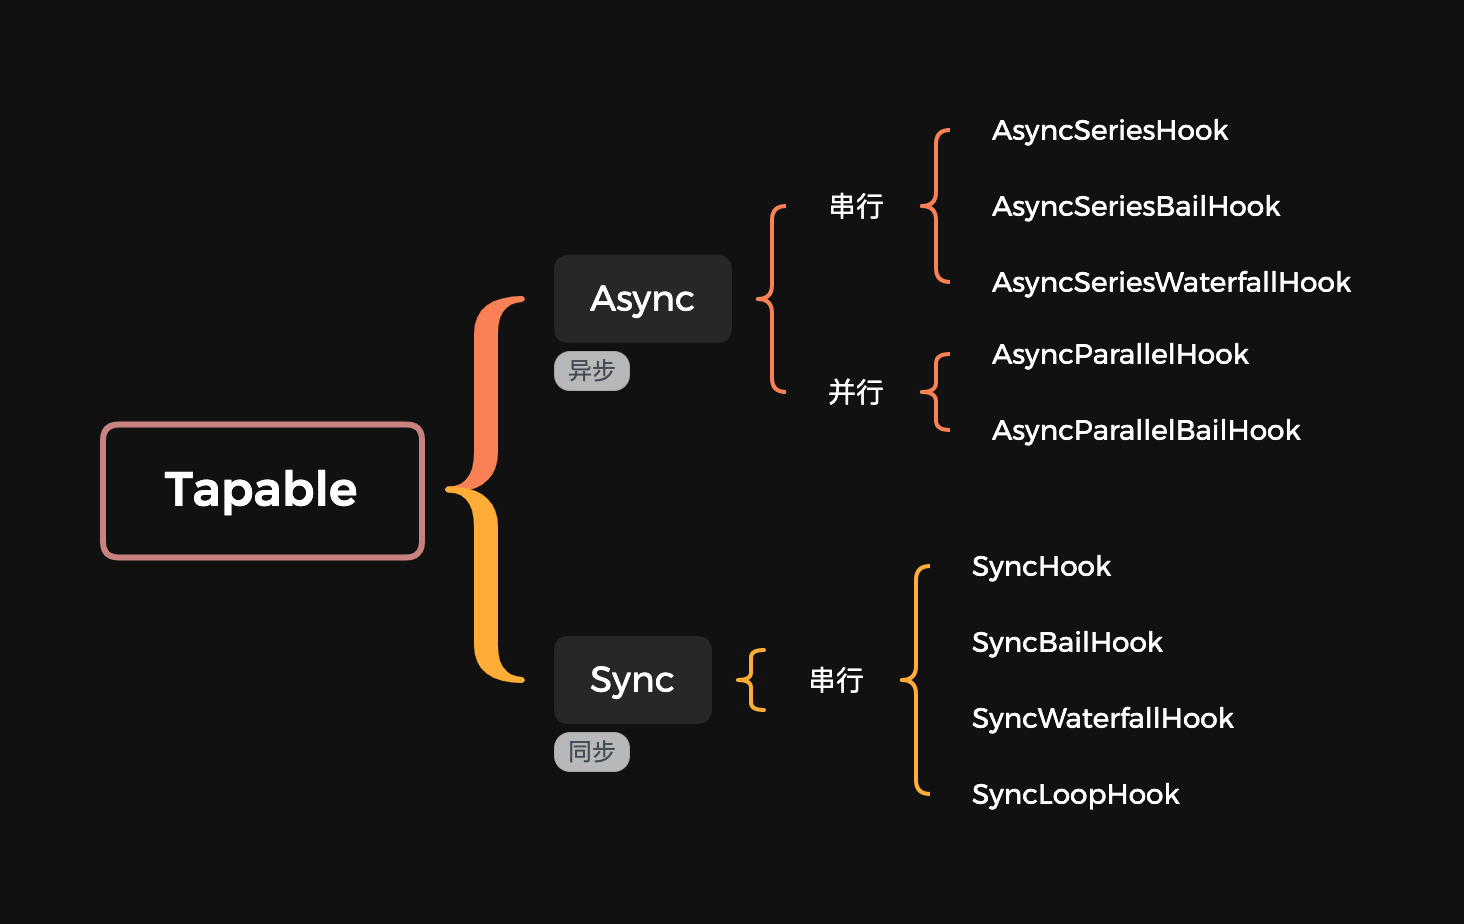 Tapable
Async
异步
串行
AsyncSeriesHook
AsyncSeriesBailHook
AsyncSeriesWaterfallHook
并行
AsyncParallelHook
AsyncParallelBailHook
Sync
同步
串行
SyncHook
SyncBailHook
SyncWaterfallHook
SyncLoopHook